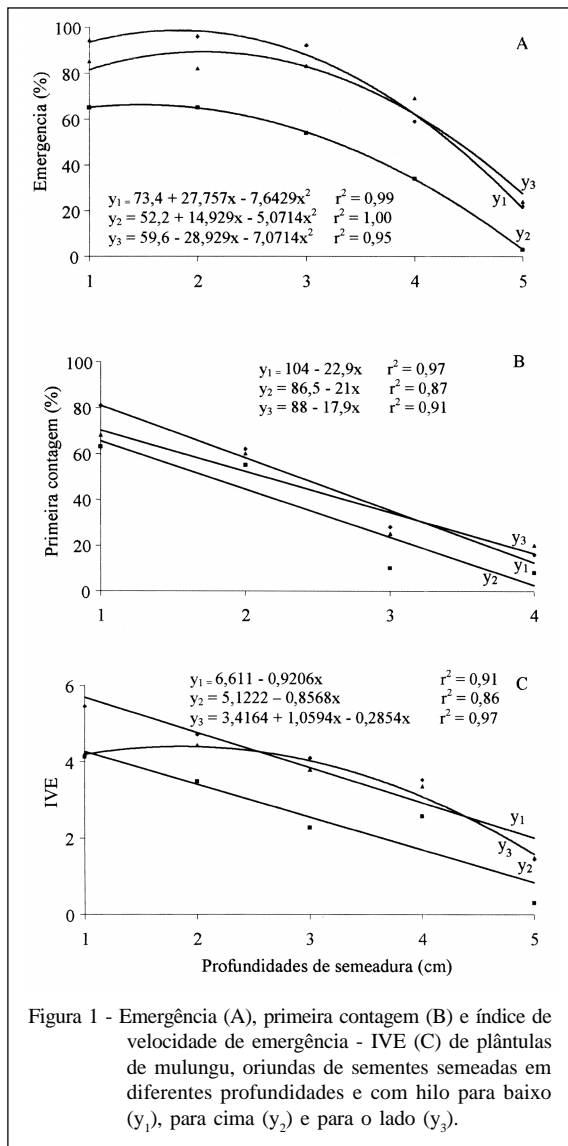 A
100
80
60
40
20
0
Emergencia (%)
y₁ = 73,4 + 27,757x - 7,6429x² r² = 0,99
y₂ = 52,2 + 14,929x - 5,0714x² r² = 1,00
y₃ = 59,6 - 28,929x - 7,0714x² r² = 0,95
y₃
y₁
y₂
1 2 3 4 5
B
100
80
60
40
20
0
Primeira contagem (%)
y₁ = 104 - 22,9x r² = 0,97
y₂ = 86,5 - 21x r² = 0,87
y₃ = 88 - 17,9x r² = 0,91
y₃
y₁
y₂
1 2 3 4
C
6
4
2
0
IVE
y₁ = 6,611 - 0,9206x r² = 0,91
y₂ = 5,1222 – 0,8568x r² = 0,86
y₃ = 3,4164 + 1,0594x - 0,2854x r² = 0,97
y₁
y₃
y₂
1 2 3 4 5
Profundidades de semeadura (cm)
Figura 1 - Emergência (A), primeira contagem (B) e índice de
velocidade de emergência - IVE (C) de plântulas
de mulungu, oriundas de sementes semeadas em
diferentes profundidades e com hilo para baixo
(y₁), para cima (y₂) e para o lado (y₃).